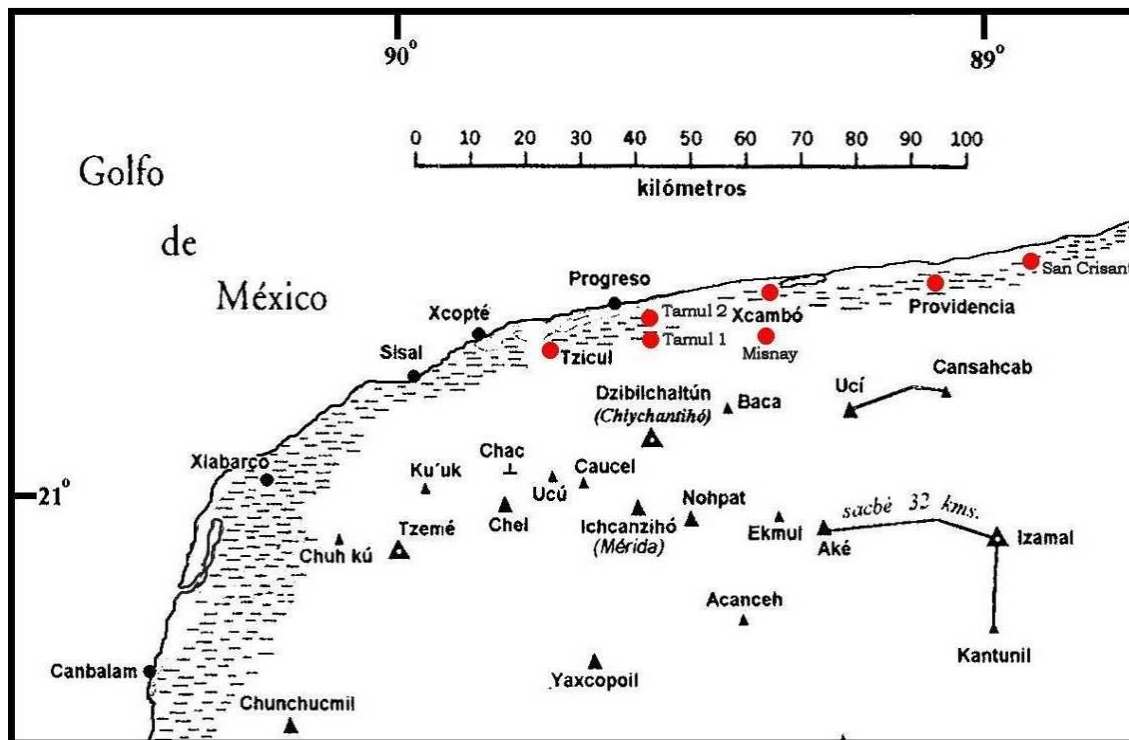 90°
89°
0 10 20 30 40 50 60 70 80 90 100
kilómetros
Golfo
de
México
Progreso
Xcopté
Sisal
Tzicul
Tamul 2
Tamul 1
Xcambó
Misnay
Providencia
San Crisant
Cansahcab
Ucí
Dzibilchaltún
(Chlychantihó)
Baca
Xlabarco
21°
Ku´uk
Chac
Ucú
Caucel
Chel
Tzemé
Chuh kú
Ichcanzihó
(Mérida)
Nohpat
Ekmul
Aké
sacbé 32 kms.
Izamal
Acanceh
Kantunil
Yaxcopoil
Canbalam
Chunchucmil